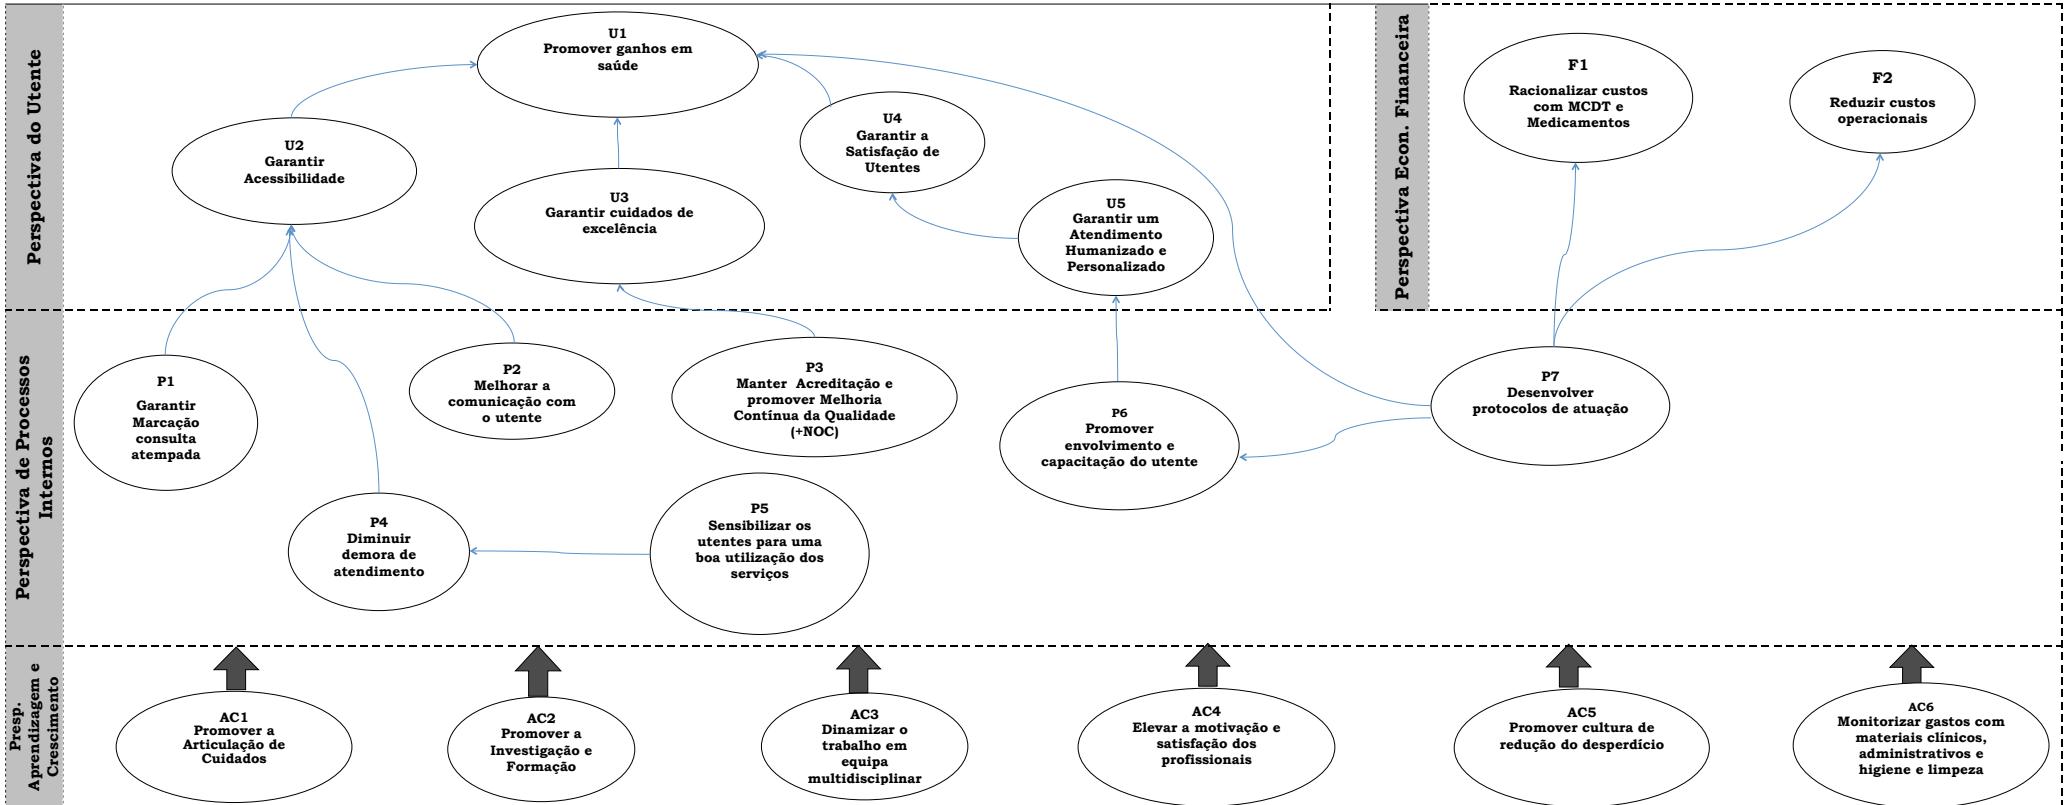 Perspectiva do Utente
U1
Promover ganhos em
saúde
U2
Garantir
Acessibilidade
U3
Garantir cuidados de
excelência
U4
Garantir a
Satisfação de
Utentes
U5
Garantir um
Atendimento
Humanizado e
Personalizado
Perspectiva Econ. Financeira
F1
Racionalizar custos
com MCDT e
Medicamentos
F2
Reduzir custos
operacionais
Perspectiva de Processos
Internos
P1
Garantir
Marcação
consulta
atempada
P2
Melhorar a
comunicação com
o utente
P3
Manter Acreditação e
promover Melhoria
Contínua da Qualidade
(+NOC)
P4
Diminuir
demora de
atendimento
P5
Sensibilizar os
utentes para uma
boa utilização dos
serviços
P6
Promover
envolvimento e
capacitação do utente
P7
Desenvolver
protocolos de atuação
Presp.
Aprendizagem e
Crescimento
AC1
Promover a
Articulação de
Cuidados
AC2
Promover a
Investigação e
Formação
AC3
Dinamizar o
trabalho em
equipa
multidisciplinar
AC4
Elevar a motivação e
satisfação dos
profissionais
AC5
Promover cultura de
redução do desperdício
AC6
Monitorizar gastos com
materiais clínicos,
administrativos e
higiene e limpeza